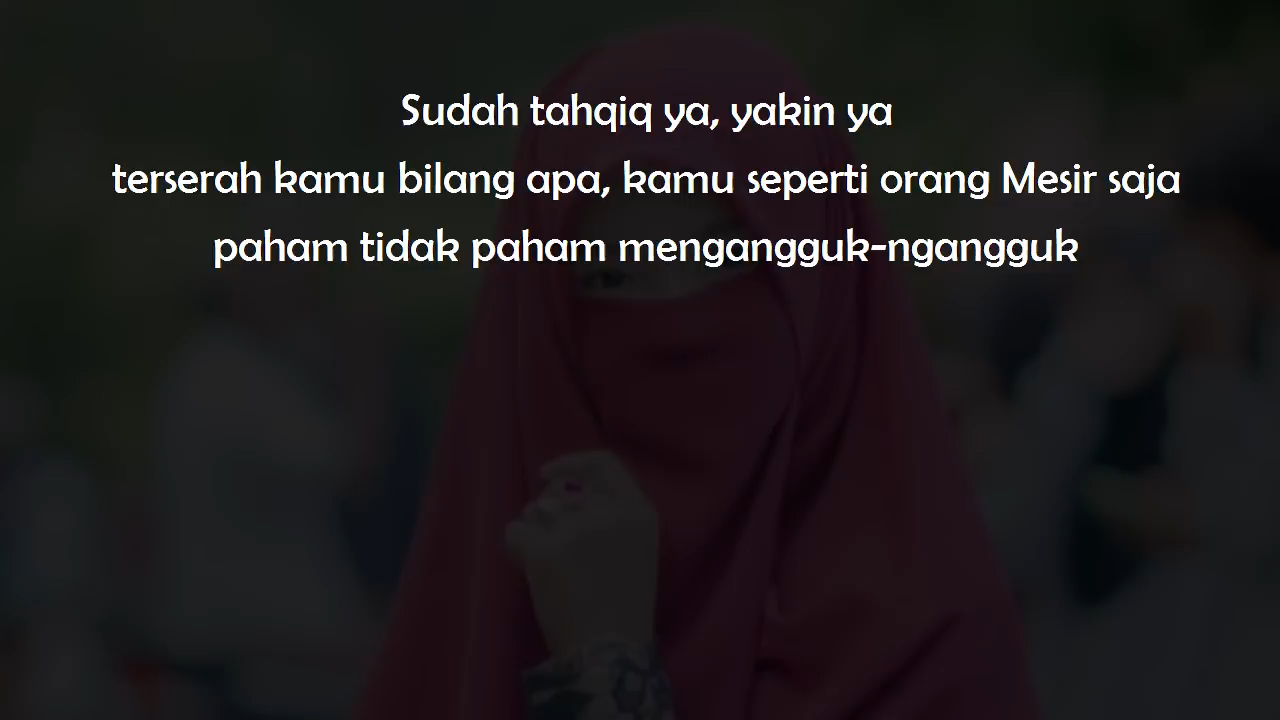 Sudah tahqiq ya, yakin ya
terserah kamu bilang apa, kamu seperti orang Mesir saja
paham tidak paham mengangguk-ngangguk